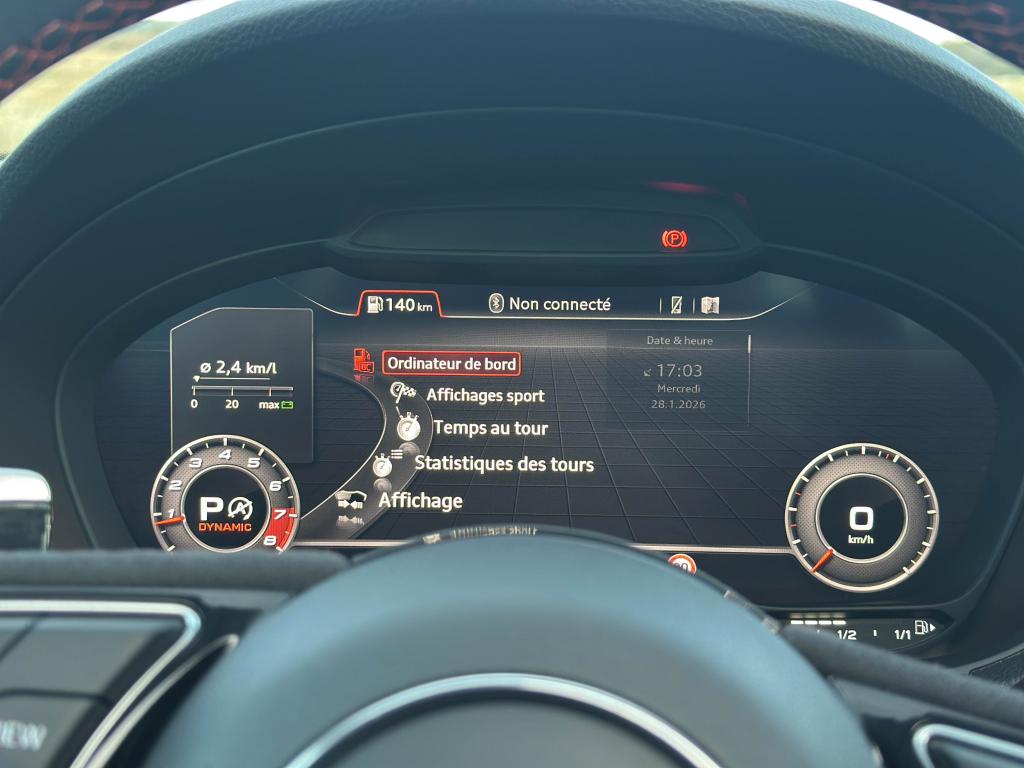 140 km
Non connecté
ø 2,4 km/l
0 20 max
Ordinateur de bord
Affichages sport
Temps au tour
Statistiques des tours
Affichage
Date & heure
17:03
Mercredi
28.1.2026
1 2 3 4 5 6 7 8
P
DYNAMIC
0
km/h
1/2 1/1